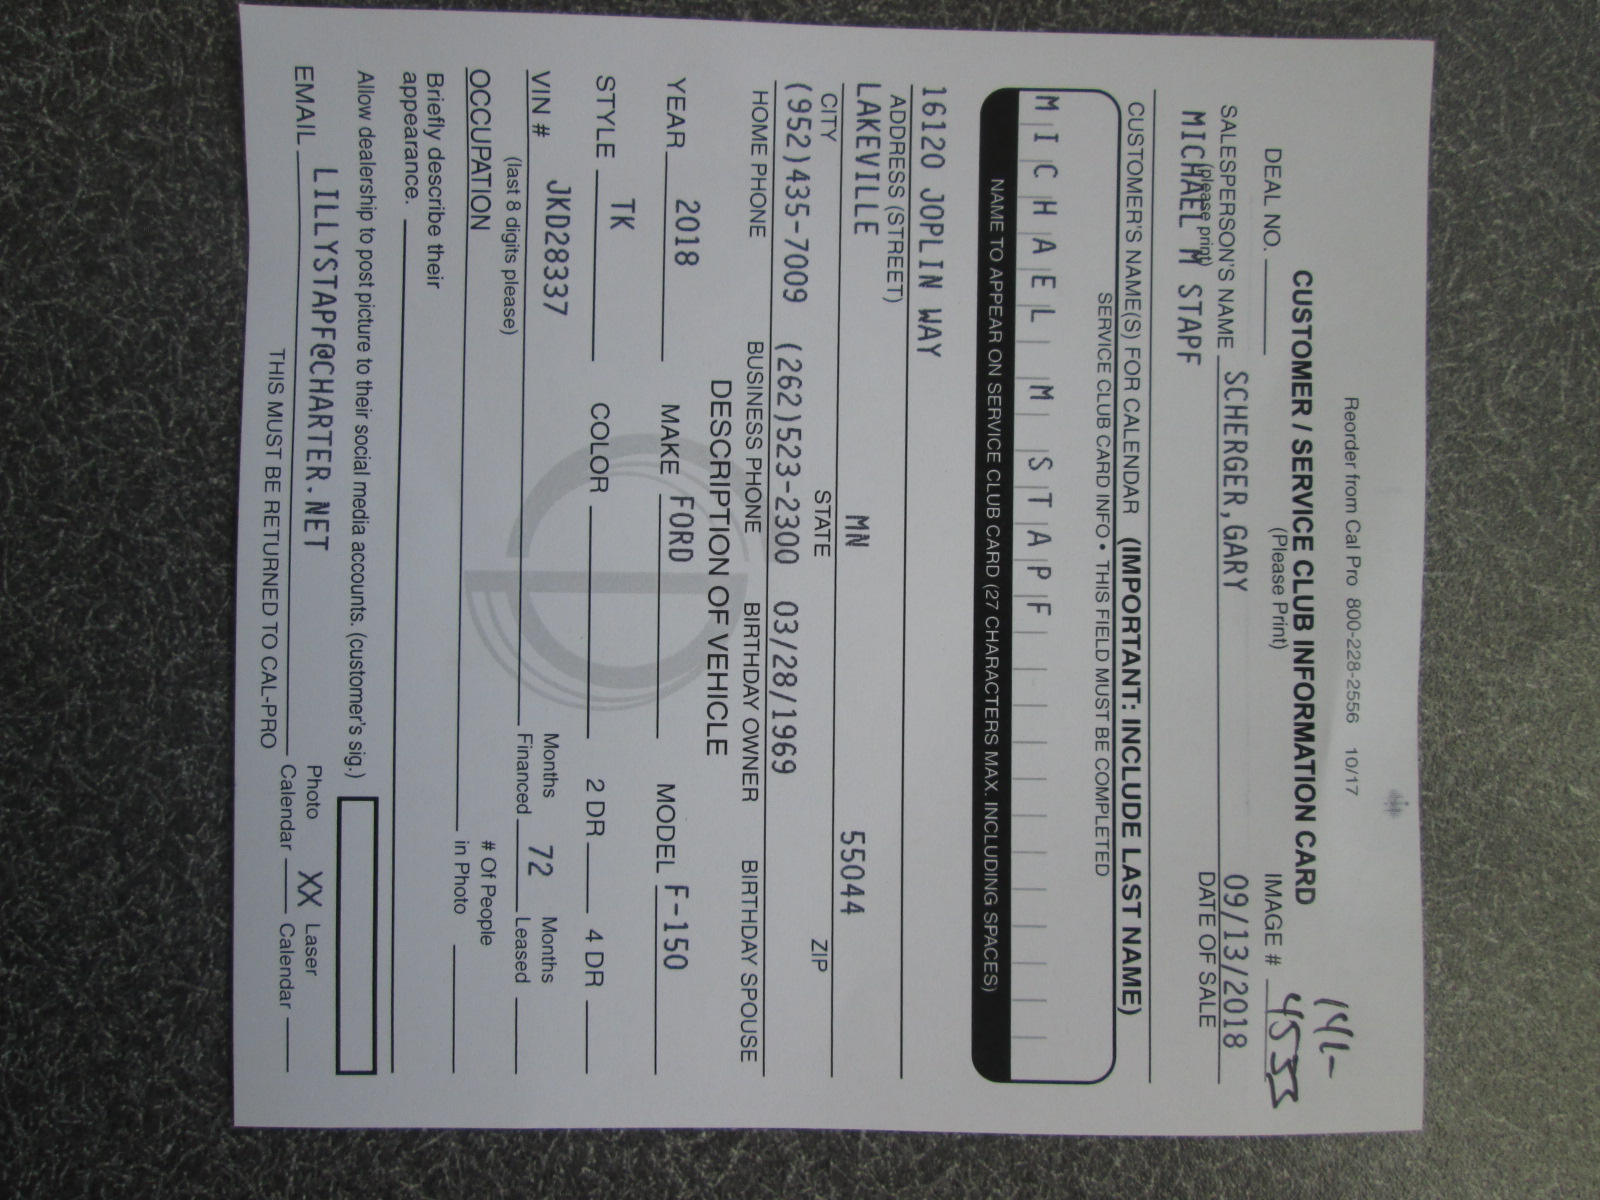 Reorder from Cal Pro 800-228-2556 10/17
CUSTOMER / SERVICE CLUB INFORMATION CARD
(Please Print)
141-
DEAL NO. IMAGE # 4533
SCHERGER,GARY 09/13/2018
SALESPERSON'S NAME DATE OF SALE
(please print)
MICHAEL M STAPF
CUSTOMER'S NAME(S) FOR CALENDAR (IMPORTANT: INCLUDE LAST NAME)
SERVICE CLUB CARD INFO • THIS FIELD MUST BE COMPLETED
MICHAEL M STAPF
NAME TO APPEAR ON SERVICE CLUB CARD (27 CHARACTERS MAX. INCLUDING SPACES)
16120 JOPLIN WAY
ADDRESS (STREET)
LAKEVILLE MN 55044
CITY STATE ZIP
(952)435-7009 (262)523-2300 03/28/1969
HOME PHONE BUSINESS PHONE BIRTHDAY OWNER BIRTHDAY SPOUSE
DESCRIPTION OF VEHICLE
YEAR 2018 MAKE FORD MODEL F-150
STYLE TK COLOR 2 DR 4 DR
VIN # JKD28337 Months Financed 72 Months Leased
(last 8 digits please)
OCCUPATION # Of People in Photo
Briefly describe their
appearance.
Allow dealership to post picture to their social media accounts. (customer's sig.)
EMAIL LILLYSTAPF@CHARTER.NET Photo Calendar XX Laser Calendar
THIS MUST BE RETURNED TO CAL-PRO